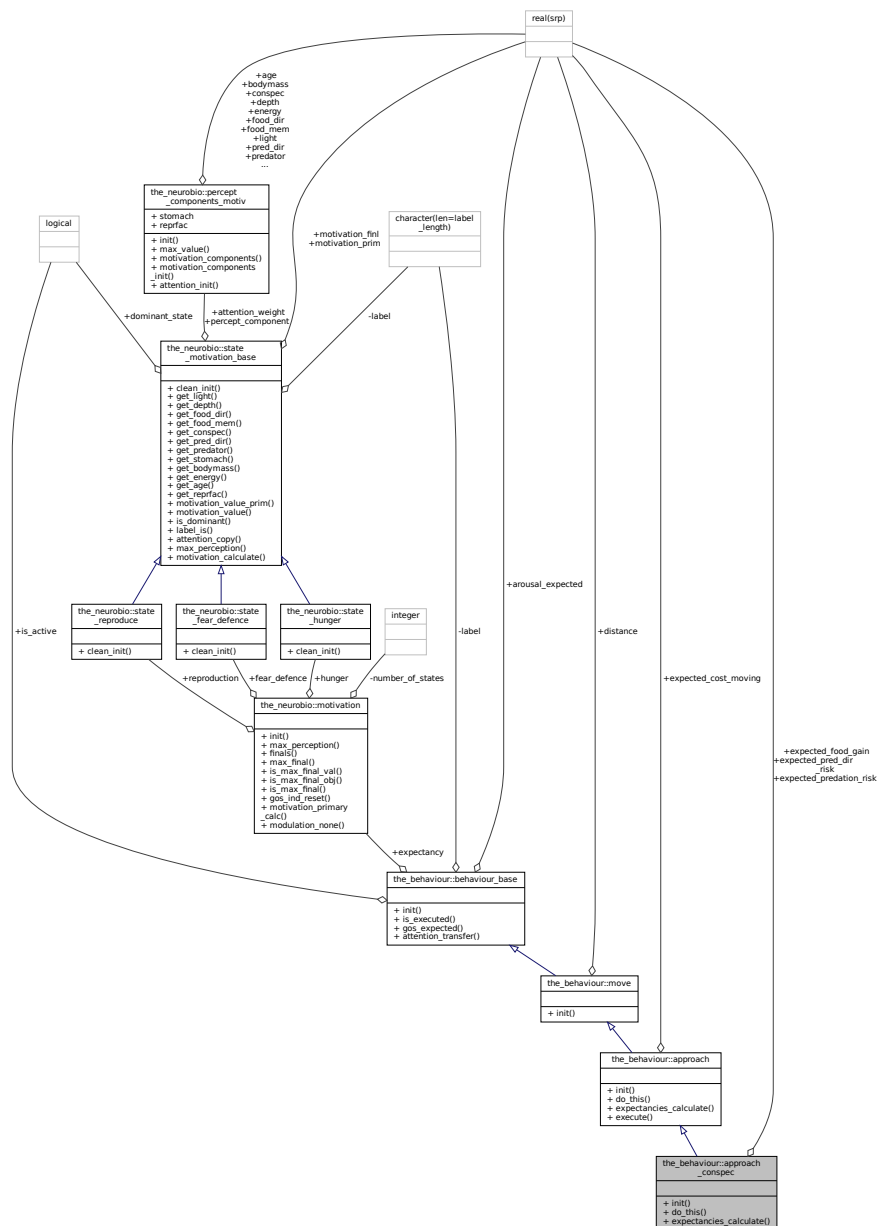 real(srp)
+age
+bodymass
+conspec
+depth
+energy
+food_dir
+food_mem
+light
+pred_dir
+predator
...
the_neurobio::percept
_components_motiv
+ stomach
+ reprfac
+ init()
+ max_value()
+ motivation_components()
+ motivation_components
_init()
+ attention_init()
logical
character(len=label
_length)
+motivation_finl
+motivation_prim
+dominant_state
+attention_weight
+percept_component
-label
the_neurobio::state
_motivation_base
+ clean_init()
+ get_light()
+ get_depth()
+ get_food_dir()
+ get_food_mem()
+ get_conspec()
+ get_pred_dir()
+ get_predator()
+ get_stomach()
+ get_bodymass()
+ get_energy()
+ get_age()
+ get_reprfac()
+ motivation_value_prim()
+ motivation_value()
+ is_dominant()
+ label_is()
+ attention_copy()
+ max_perception()
+ motivation_calculate()
+arousal_expected
the_neurobio::state
_reproduce
+ clean_init()
the_neurobio::state
_fear_defence
+ clean_init()
the_neurobio::state
_hunger
+ clean_init()
integer
+is_active
-label
+distance
+reproduction
+fear_defence
+hunger
-number_of_states
+expected_cost_moving
the_neurobio::motivation
+ init()
+ max_perception()
+ finals()
+ max_final()
+ is_max_final_val()
+ is_max_final_obj()
+ is_max_final()
+ gos_ind_reset()
+ motivation_primary
_calc()
+ modulation_none()
+expected_food_gain
+expected_pred_dir
_risk
+expected_predation_risk
+expectancy
the_behaviour::behaviour_base
+ init()
+ is_executed()
+ gos_expected()
+ attention_transfer()
the_behaviour::move
+ init()
the_behaviour::approach
+ init()
+ do_this()
+ expectancies_calculate()
+ execute()
the_behaviour::approach
_conspec
+ init()
+ do_this()
+ expectancies_calculate()